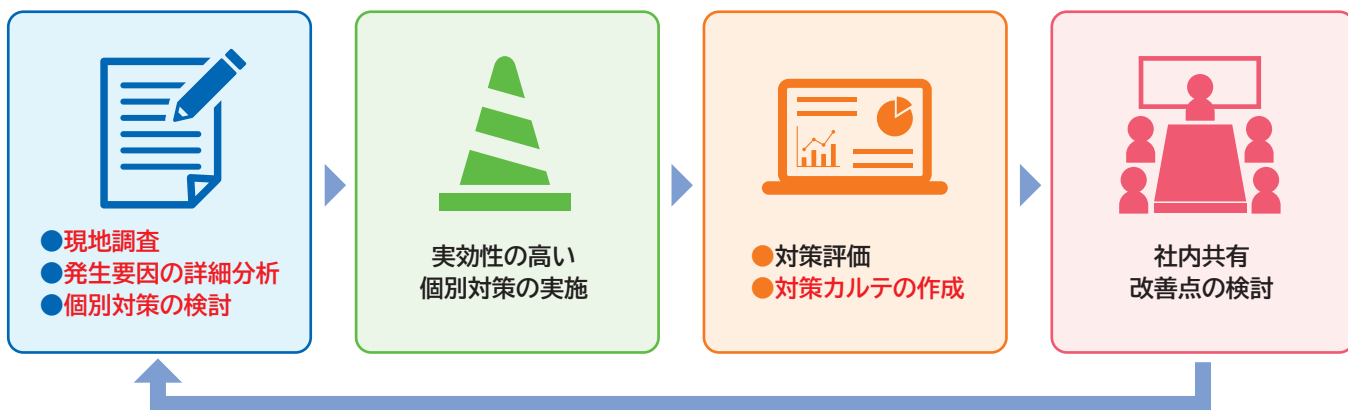 ●現地調査
●発生要因の詳細分析
●個別対策の検討
実効性の高い
個別対策の実施
●対策評価
●対策カルテの作成
社内共有
改善点の検討